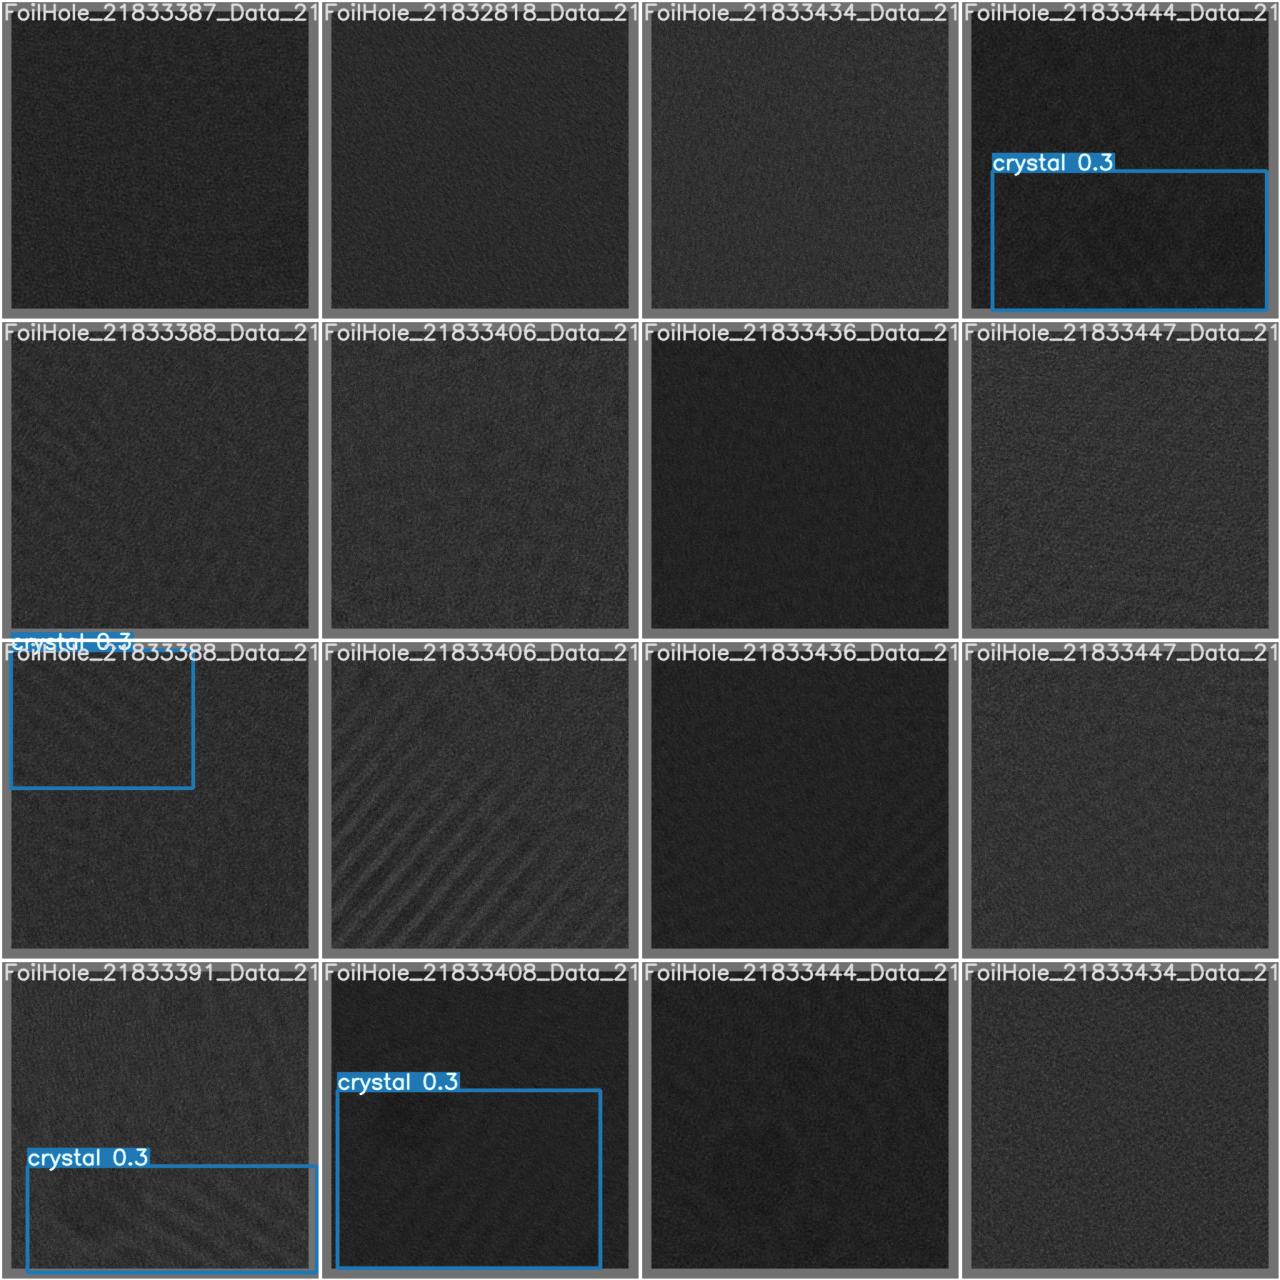 FoilHole_21833387_Data_21
FoilHole_21832818_Data_21
FoilHole_21833434_Data_21
FoilHole_21833444_Data_21
crystal 0.3
FoilHole_21833388_Data_21
FoilHole_21833406_Data_21
FoilHole_21833436_Data_21
FoilHole_21833447_Data_21
crystal 0.3
FoilHole_21833388_Data_21
FoilHole_21833406_Data_21
FoilHole_21833436_Data_21
FoilHole_21833447_Data_21
FoilHole_21833391_Data_21
FoilHole_21833408_Data_21
FoilHole_21833444_Data_21
FoilHole_21833434_Data_21
crystal 0.3
crystal 0.3